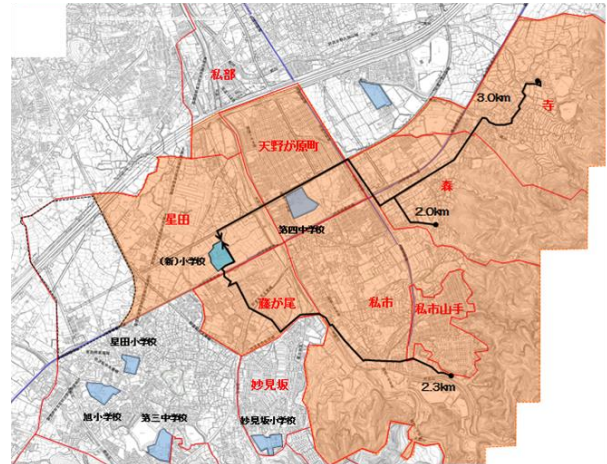 私部
3.0km
寺
天野が原町
森
2.0km
星田
第四中学校
(新)小学校
藤が尾
私市
私市山手
星田小学校
妙見坂
2.3km
旭小学校
第三中学校
妙見坂小学校